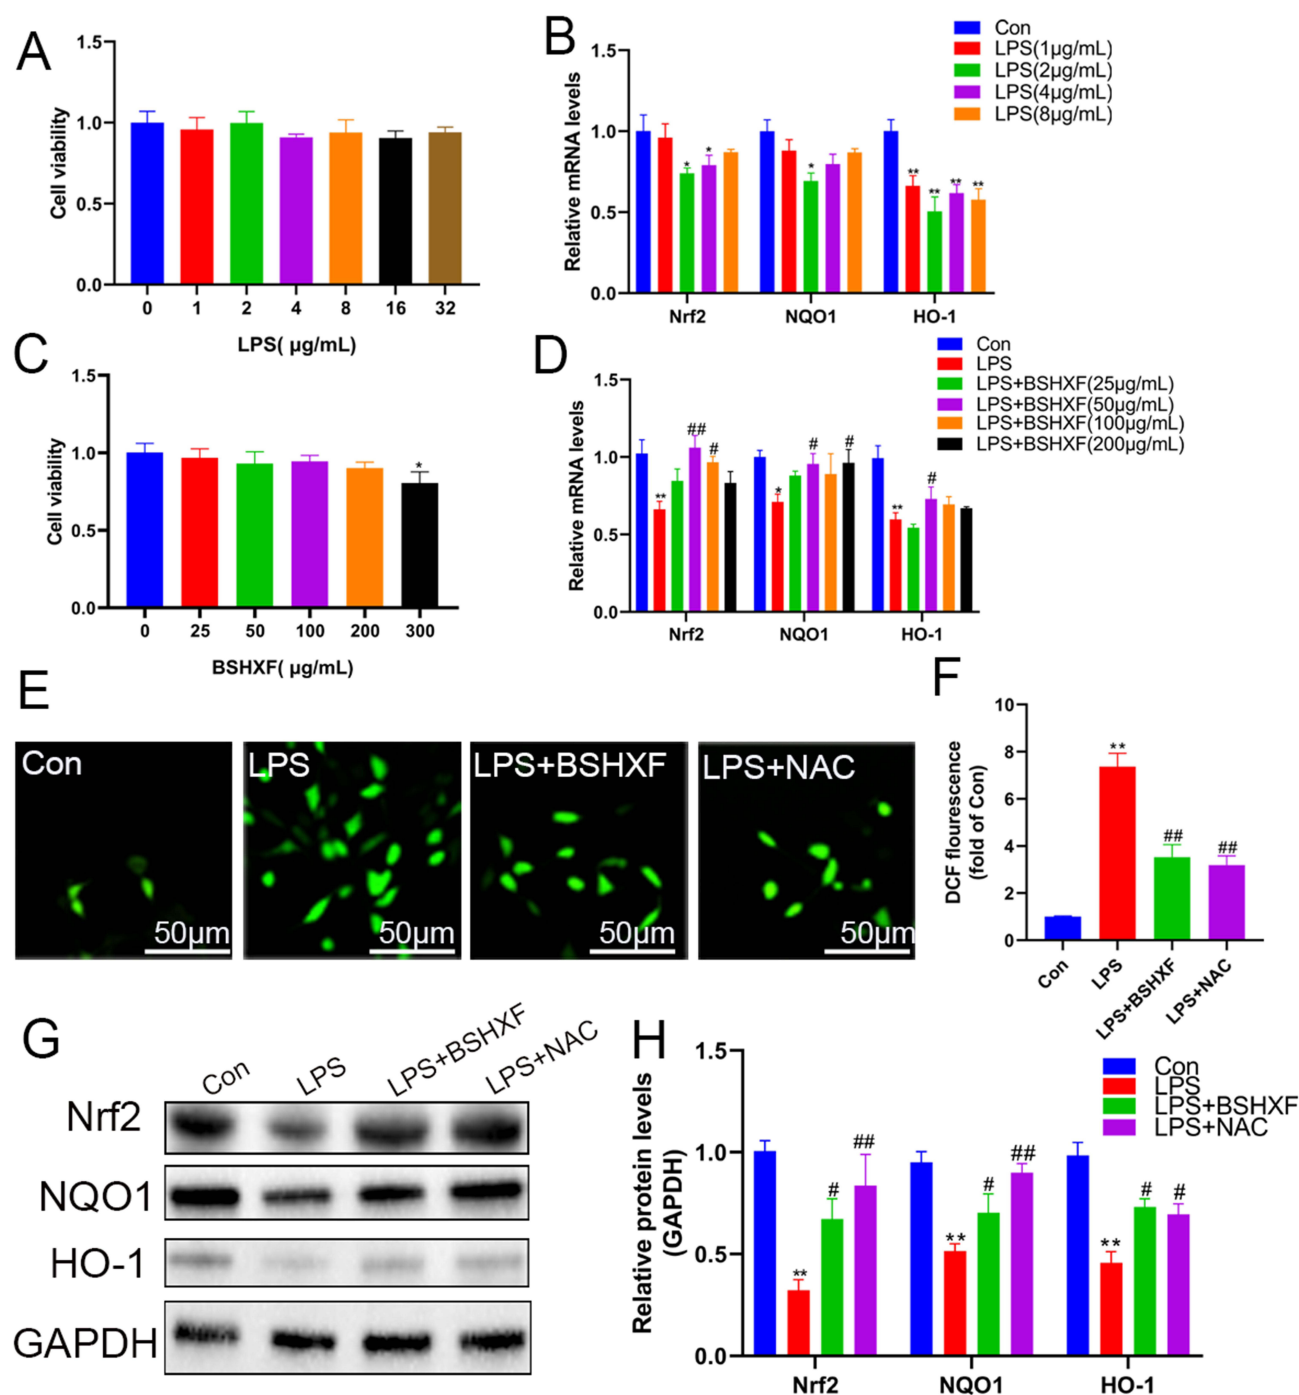 A
1.5
1.0
0.5
0.0
Cell viability
0 1 2 4 8 16 32
LPS( μg/mL)
B
Con
LPS(1μg/mL)
LPS(2μg/mL)
LPS(4μg/mL)
LPS(8μg/mL)
1.5
1.0
0.5
0.0
Relative mRNA levels
* *
*
** ** ** **
Nrf2 NQO1 HO-1
C
1.5
1.0
0.5
0.0
Cell viability
*
0 25 50 100 200 300
BSHXF( μg/mL)
D
Con
LPS
LPS+BSHXF(25μg/mL)
LPS+BSHXF(50μg/mL)
LPS+BSHXF(100μg/mL)
LPS+BSHXF(200μg/mL)
1.5
1.0
0.5
0.0
Relative mRNA levels
** ## #
* # #
** #
Nrf2 NQO1 HO-1
E
Con
50μm
LPS
50μm
LPS+BSHXF
50μm
LPS+NAC
50μm
F
10
8
6
4
2
0
DCF flourescence
(fold of Con)
** ## ##
Con LPS LPS+BSHXF LPS+NAC
G
Con LPS LPS+BSHXF LPS+NAC
Nrf2
NQO1
HO-1
GAPDH
H
Con
LPS
LPS+BSHXF
LPS+NAC
1.5
1.0
0.5
0.0
Relative protein levels
(GAPDH)
** # ##
** # ##
** # #
Nrf2 NQO1 HO-1